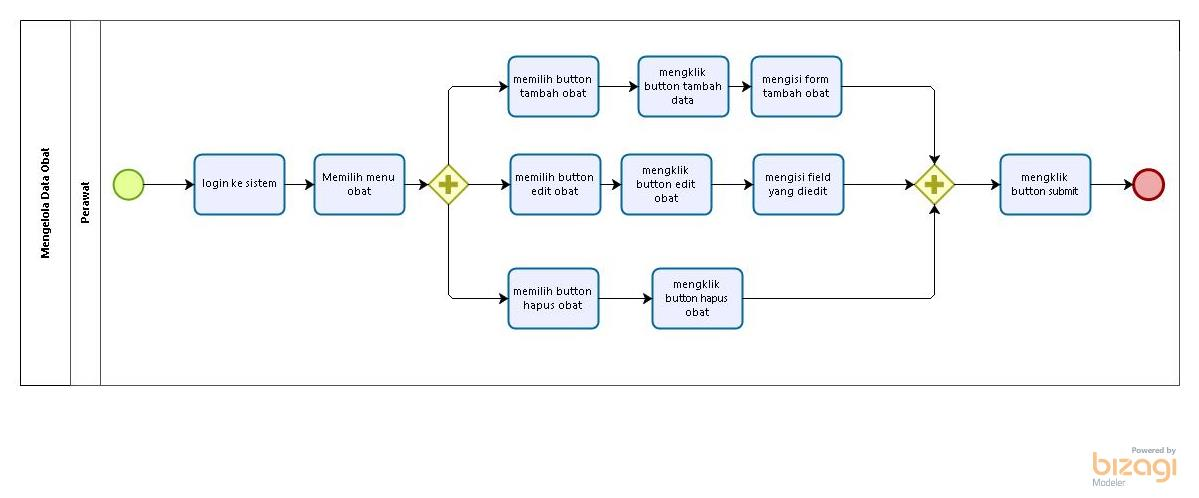 Mengelola Data Obat
Perawat
login ke sistem
Memilih menu
obat
memilih button
tambah obat
mengklik
button tambah
data
mengisi form
tambah obat
memilih button
edit obat
mengklik
button edit
obat
mengisi field
yang diedit
memilih button
hapus obat
mengklik
button hapus
obat
mengklik
button submit
Powered by
bizagi
Modeler